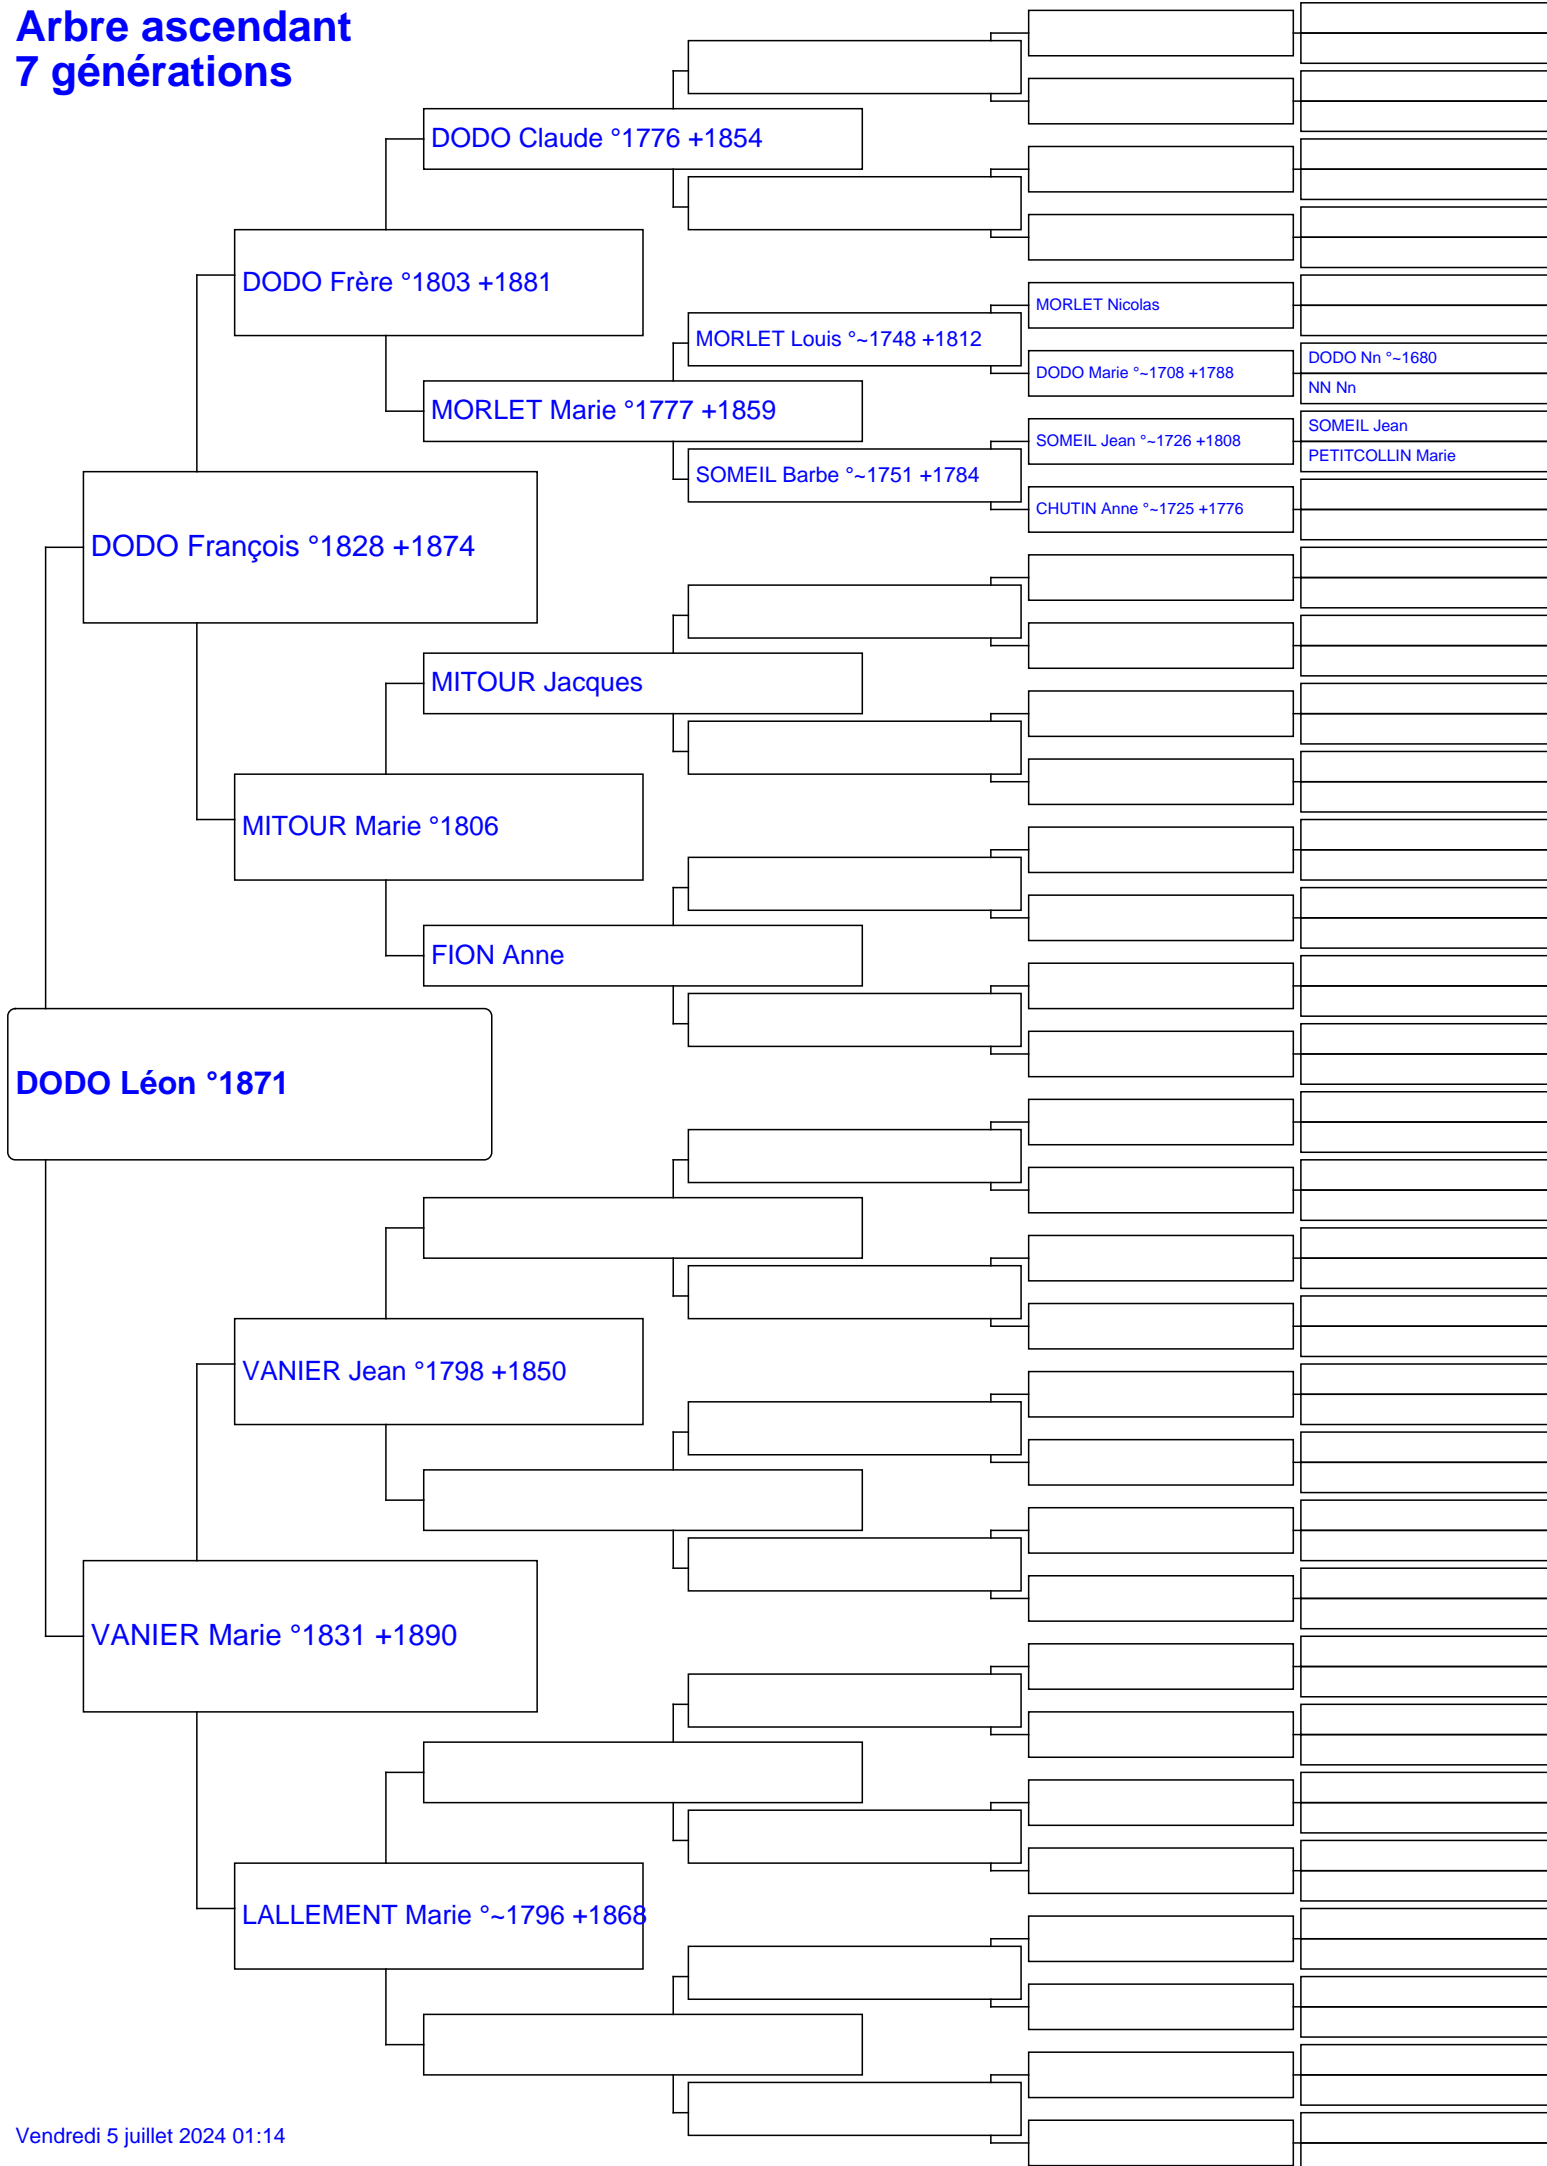 Arbre ascendant
7 générations
DODO Claude °1776 +1854
DODO Frère °1803 +1881
MORLET Nicolas
MORLET Louis °~1748 +1812
DODO Nn °~1680
DODO Marie °~1708 +1788
NN Nn
MORLET Marie °1777 +1859
SOMEIL Jean
SOMEIL Jean °~1726 +1808
PETITCOLLIN Marie
SOMEIL Barbe °~1751 +1784
CHUTIN Anne °~1725 +1776
DODO François °1828 +1874
MITOUR Jacques
MITOUR Marie °1806
FION Anne
DODO Léon °1871
VANIER Jean °1798 +1850
VANIER Marie °1831 +1890
LALLEMENT Marie °~1796 +1868
Vendredi 5 juillet 2024 01:14